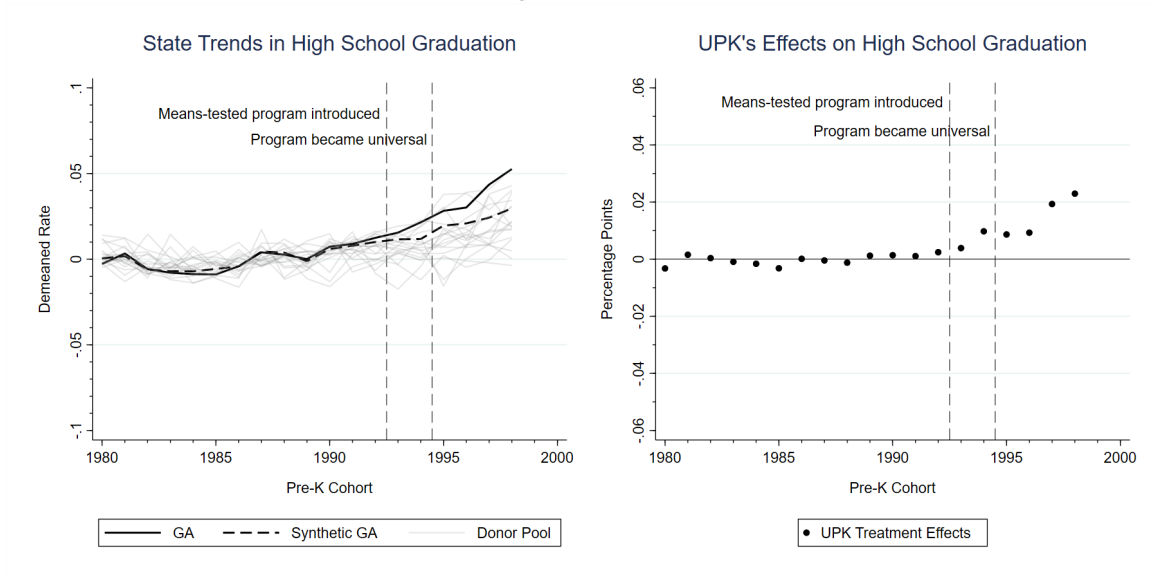 State Trends in High School Graduation
Means-tested program introduced
Program became universal
.1
.05
0
-.05
-.1
Demeaned Rate
1980
1985
1990
1995
2000
Pre-K Cohort
GA
Synthetic GA
Donor Pool
UPK's Effects on High School Graduation
Means-tested program introduced
Program became universal
.06
.04
.02
0
-.02
-.04
-.06
Percentage Points
1980
1985
1990
1995
2000
Pre-K Cohort
UPK Treatment Effects